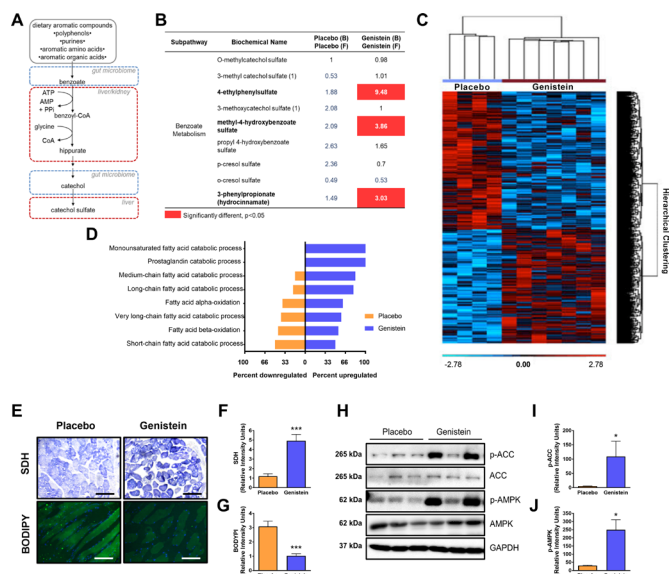 A
dietary aromatic compounds
•polyphenols•
•purines•
•aromatic amino acids•
•aromatic organic acids•
gut microbiome
benzoate
liver/kidney
ATP
AMP
+ PPi
benzoyl-CoA
glycine
CoA
hippurate
gut microbiome
catechol
catechol sulfate
liver
B
Subpathway Biochemical Name Placebo (B) Placebo (F) Genistein (B) Genistein (F)
Benzoate Metabolism
O-methylcatechol sulfate 1 0.98
3-methyl catechol sulfate (1) 0.53 1.01
4-ethylphenylsulfate 1.88 9.48
3-methoxycatechol sulfate (1) 2.08 1
methyl-4-hydroxybenzoate sulfate 2.09 3.86
propyl 4-hydroxybenzoate sulfate 2.63 1.65
p-cresol sulfate 2.36 0.7
o-cresol sulfate 0.49 0.53
3-phenylpropionate (hydrocinnamate) 1.49 3.03
Significantly different, p<0.05
C
Placebo Genistein
Hierarchical Clustering
-2.78 0.00 2.78
D
Monounsaturated fatty acid catabolic process
Prostaglandin catabolic process
Medium-chain fatty acid catabolic process
Long-chain fatty acid catabolic process
Fatty alpha-oxidation
Very long-chain fatty acid catabolic process
Fatty acid beta-oxidation
Short-chain fatty acid catabolic process
Placebo
Genistein
100 66 33 0 33 66 100
Percent downregulated Percent upregulated
E
Placebo Genistein
SDH
BODIPY
F
SDH
(Relative Intensity Units)
8
6
4
2
0
***
Placebo Genistein
G
BODIPYI
Relative Intensity Units)
4
3
2
1
0
***
H
Placebo Genistein
265 kDa p-ACC
265 kDa ACC
62 kDa p-AMPK
62 kDa AMPK
37 kDa GAPDH
I
p-ACC
(Relative Intensity Units)
200
150
100
50
0
*
Placebo Genistein
J
p-AMPK
(Relative Intensity Units)
350
300
250
200
150
100
50
0
*